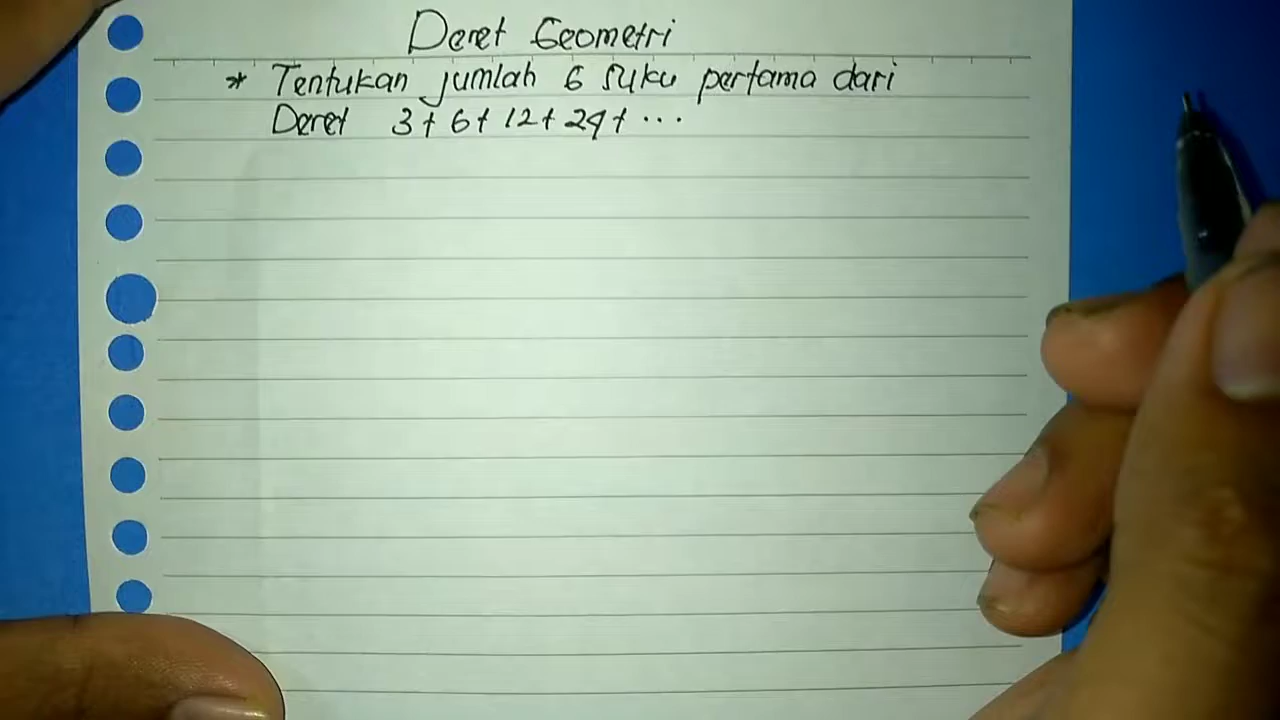 Deret Geometri
* Tentukan jumlah 6 suku pertama dari
Deret 3 + 6 + 12 + 24 + ...